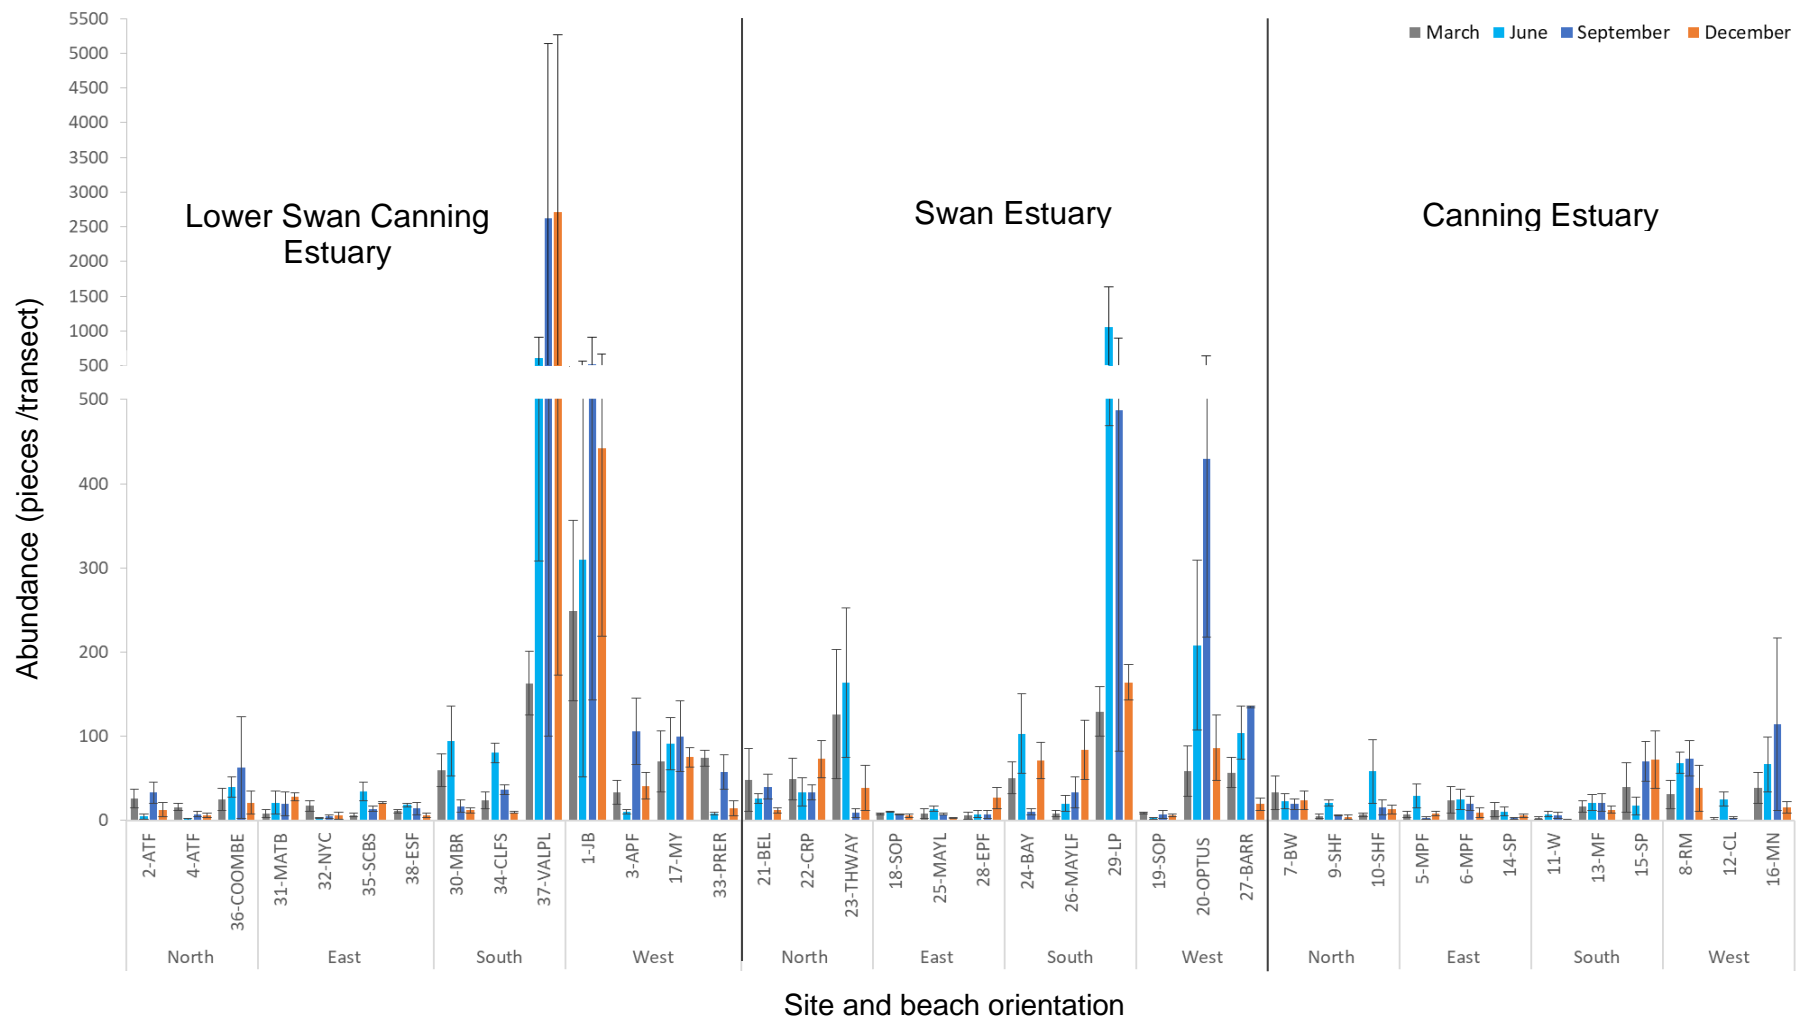 March June September December
5500
5000
4500
4000
3500
3000
2500
2000
1500
1000
500
500
400
300
200
100
0
Abundance (pieces /transect)
Lower Swan Canning
Estuary
Swan Estuary
Canning Estuary
2-ATF
4-ATF
36-COOMBE
31-MATB
32-NYC
35-SCBS
38-ESF
30-MBR
34-CLFS
37-VALPL
1-JB
3-APF
17-MY
33-PRER
21-BEL
22-CRP
23-THWAY
18-SOP
25-MAYL
28-EPF
24-BAY
26-MAYLF
29-LP
19-SOP
20-OPTUS
27-BARR
7-BW
9-SHF
10-SHF
5-MPF
6-MPF
14-SP
11-W
13-MF
15-SP
8-RM
12-CL
16-MN
North East South West North East South West North East South West
Site and beach orientation